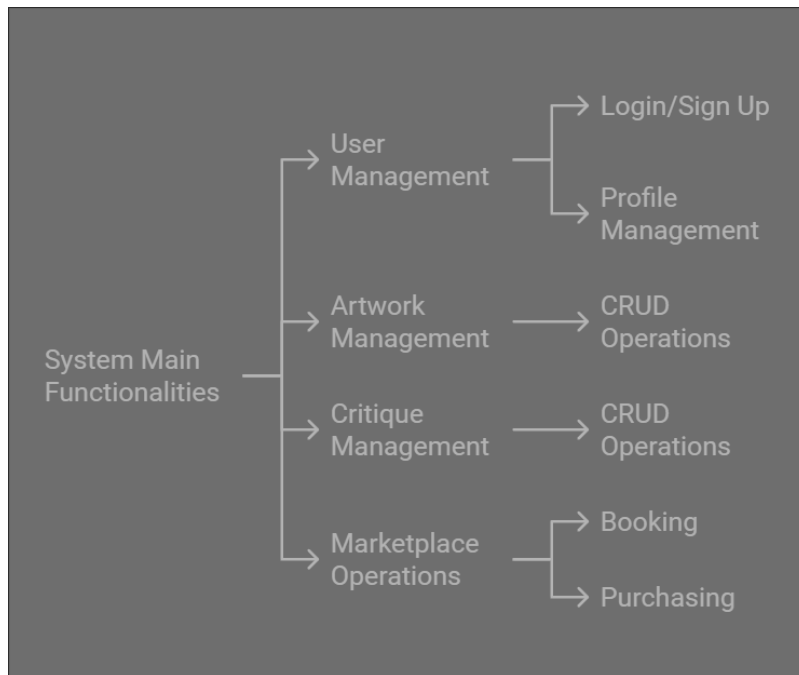 Login/Sign Up
User
Management
Profile
Management
Artwork
Management
CRUD
Operations
System Main
Functionalities
Critique
Management
CRUD
Operations
Booking
Marketplace
Operations
Purchasing